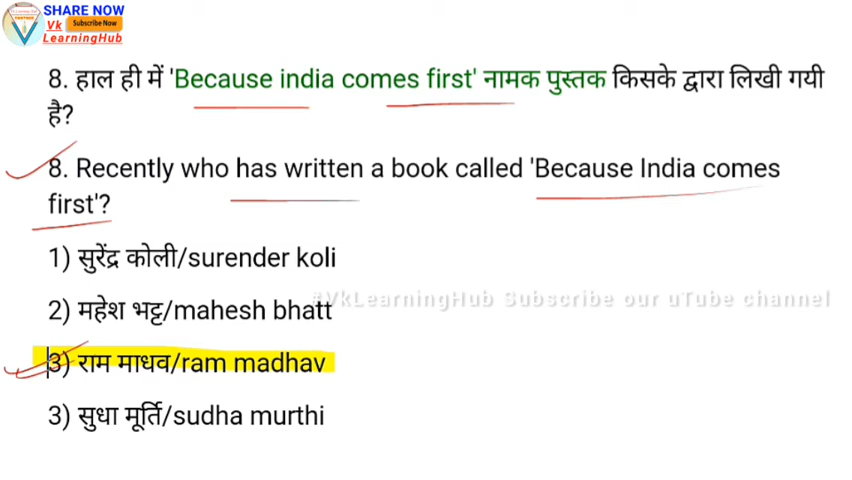 SHARE NOW
Vk Subscribe Now
LearningHub
8. हाल ही में 'Because india comes first' नामक पुस्तक किसके द्वारा लिखी गयी
है?
8. Recently who has written a book called 'Because India comes
first'?
1) सुरेंद्र कोली/surender koli
#VkLearningHub Subscribe our uTube channel
2) महेश भट्ट/mahesh bhatt
3) राम माधव/ram madhav
3) सुधा मूर्ति/sudha murthi